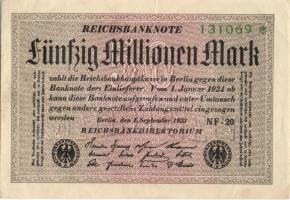 REICHSBANKNOTE
131069 *
Fünfzig Millionen Mark
zahlt die Reichsbankhauptkasse in Berlin gegen diese
Banknote dem Einlieferer. Vom 1. Januar 1924 ab
kann diese Banknote aufgerufen und unter Umtausch
gegen andere gesetzliche Zahlungsmittel eingezogen
werden
NF·20
Berlin, den 1. September 1923
REICHSBANKDIREKTORIUM